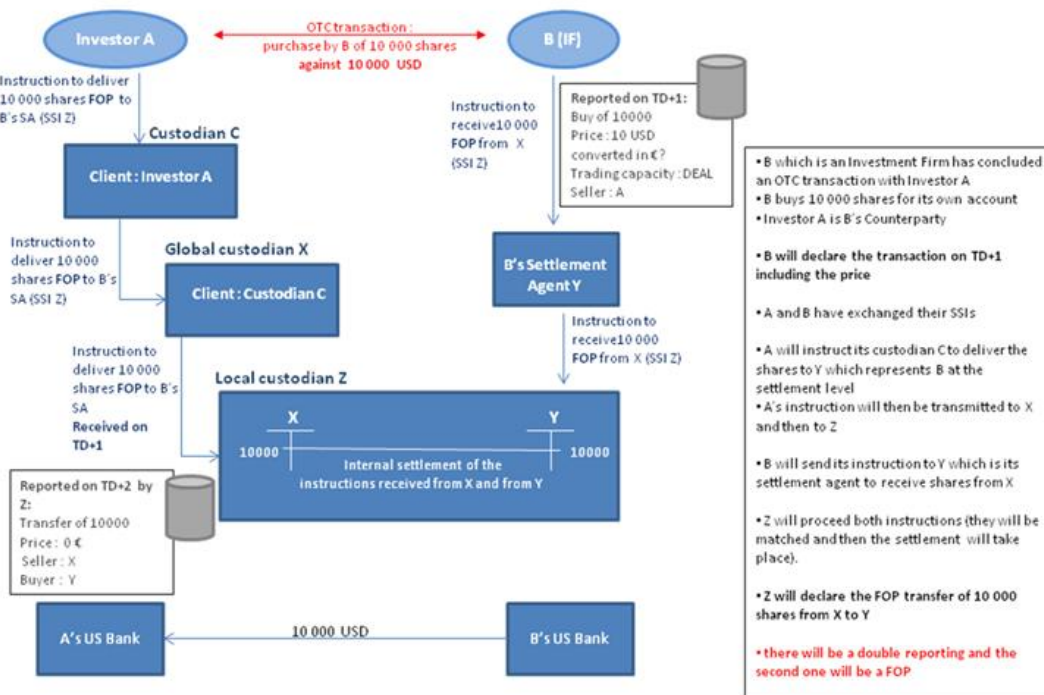 Investor A
OTC transaction :
purchase by B of 10 000 shares
against 10 000 USD
B (IF)
Instruction to deliver
10 000 shares FOP to
B's SA (SSI Z)
Custodian C
Client : Investor A
Instruction to
receive10 000
FOP from X
(SSI Z)
Reported on TD+1:
Buy of 10000
Price : 10 USD
converted in €?
Trading capacity : DEAL
Seller : A
Instruction to
deliver 10 000
shares FOP to B's
SA (SSI Z)
Global custodian X
Client : Custodian C
B's Settlement
Agent Y
Instruction to
deliver 10 000
shares FOP to B's
SA
Received on
TD+1
Instruction to
receive10 000
FOP from X (SSI Z)
Local custodian Z
X
Y
10000
10000
Internal settlement of the
instructions received from X and from Y
Reported on TD+2 by
Z:
Transfer of 10000
Price : 0 €
Seller : X
Buyer : Y
A's US Bank
10 000 USD
B's US Bank
• B which is an Investment Firm has concluded
an OTC transaction with Investor A
• B buys 10 000 shares for its own account
• Investor A is B's Counterparty
• B will declare the transaction on TD+1
including the price
• A and B have exchanged their SSIs
• A will instruct its custodian C to deliver the
shares to Y which represents B at the
settlement level
• A's instruction will then be transmitted to X
and then to Z
• B will send its instruction to Y which is its
settlement agent to receive shares from X
• Z will proceed both instructions (they will be
matched and then the settlement will take
place).
• Z will declare the FOP transfer of 10 000
shares from X to Y
• there will be a double reporting and the
second one will be a FOP